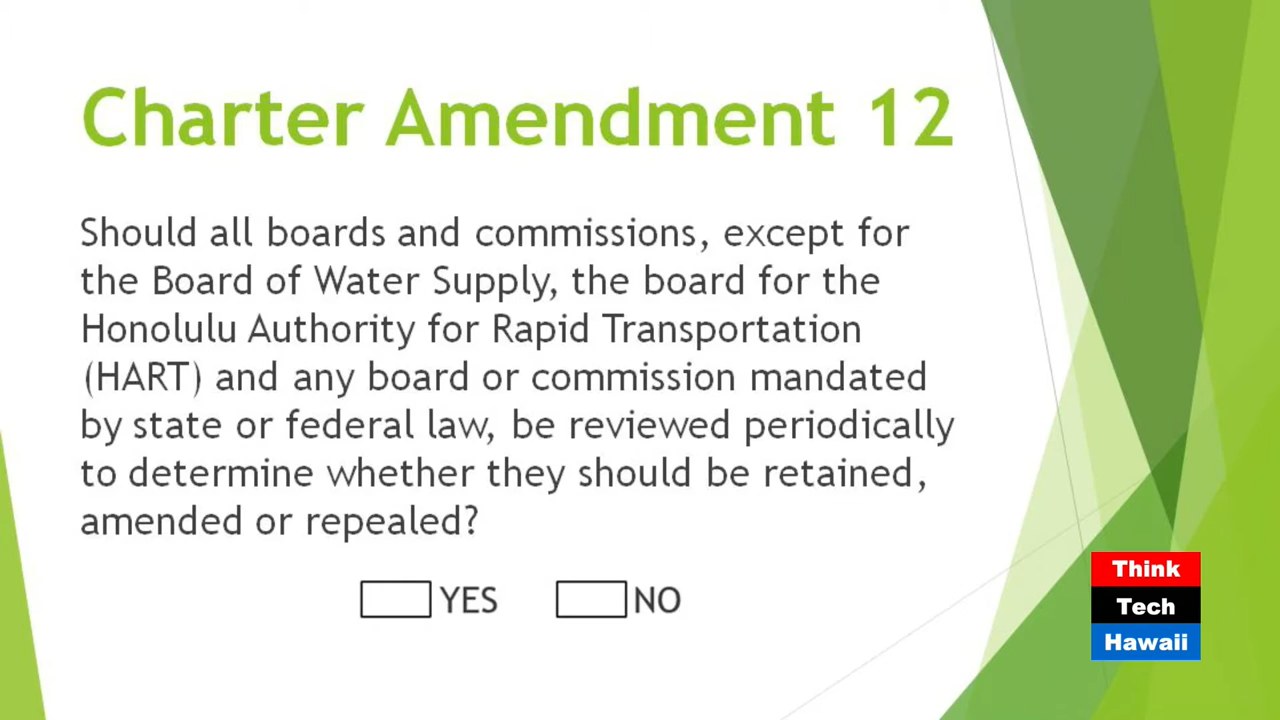 Charter Amendment 12
Should all boards and commissions, except for
the Board of Water Supply, the board for the
Honolulu Authority for Rapid Transportation
(HART) and any board or commission mandated
by state or federal law, be reviewed periodically
to determine whether they should be retained,
amended or repealed?
YES NO
Think
Tech
Hawaii